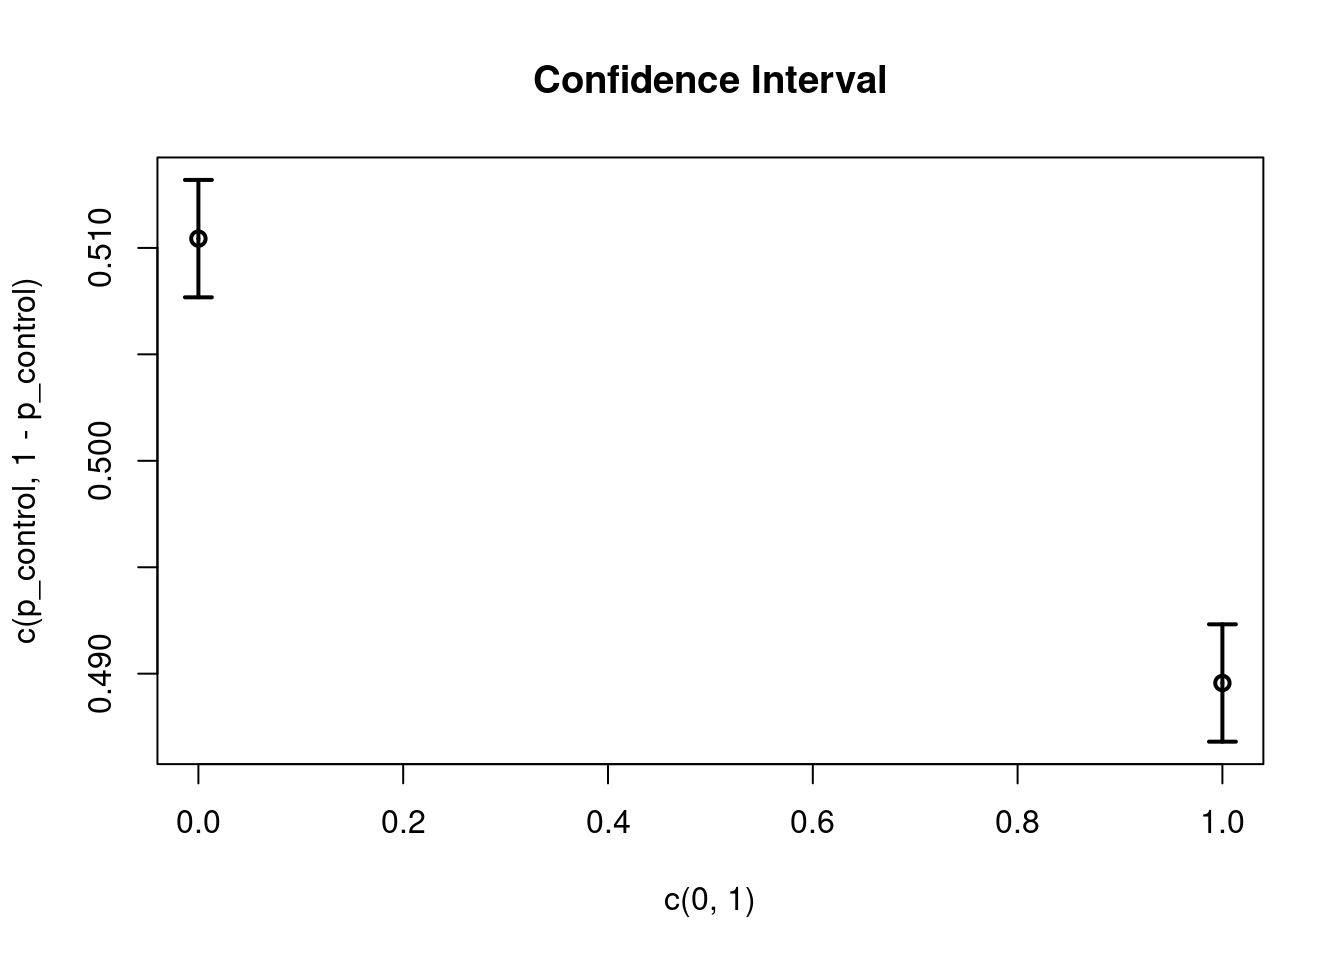 Confidence Interval
c(p_control, 1 - p_control)
0.510
0.500
0.490
0.0 0.2 0.4 0.6 0.8 1.0
c(0, 1)